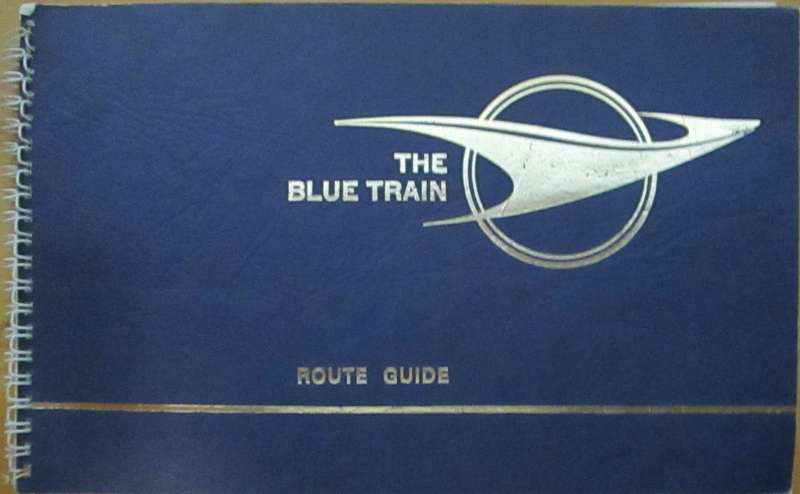 THE
BLUE TRAIN
ROUTE GUIDE